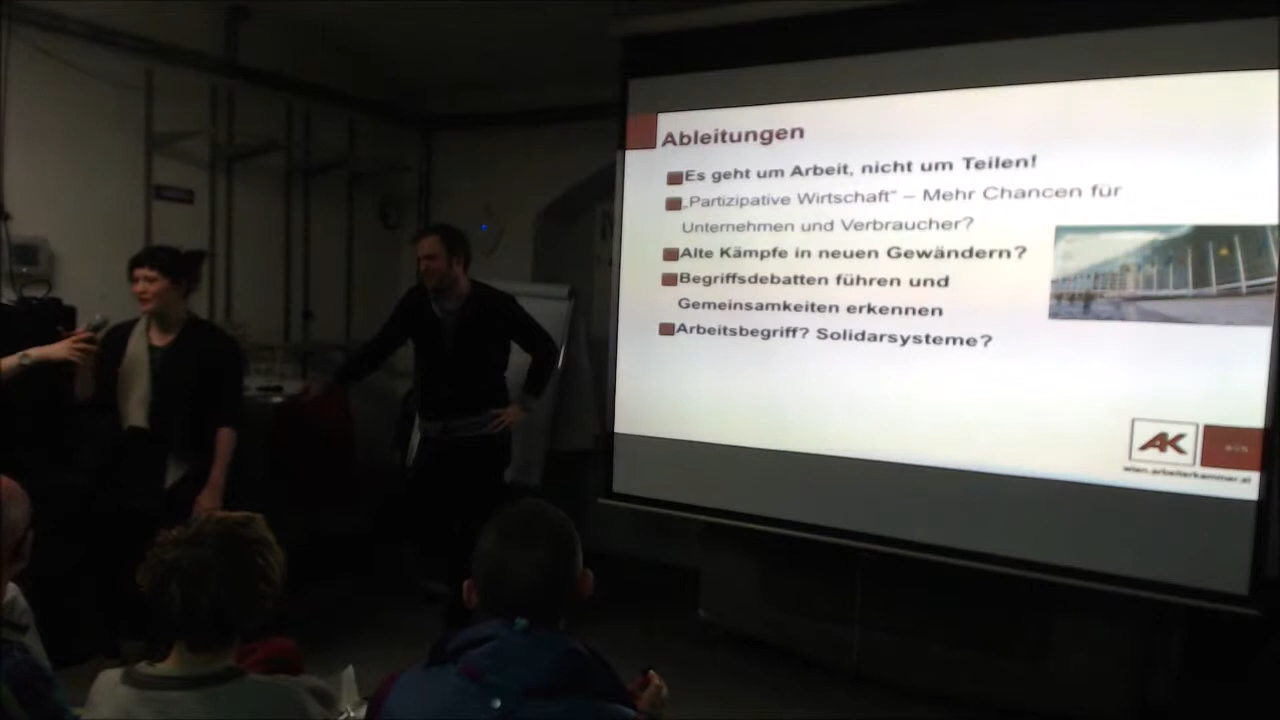 Ableitungen
Es geht um Arbeit, nicht um Teilen!
„Partizipative Wirtschaft“ – Mehr Chancen für
Unternehmen und Verbraucher?
Alte Kämpfe in neuen Gewändern?
Begriffsdebatten führen und
Gemeinsamkeiten erkennen
Arbeitsbegriff? Solidarsysteme?
AK
wien.arbeiterkammer.at